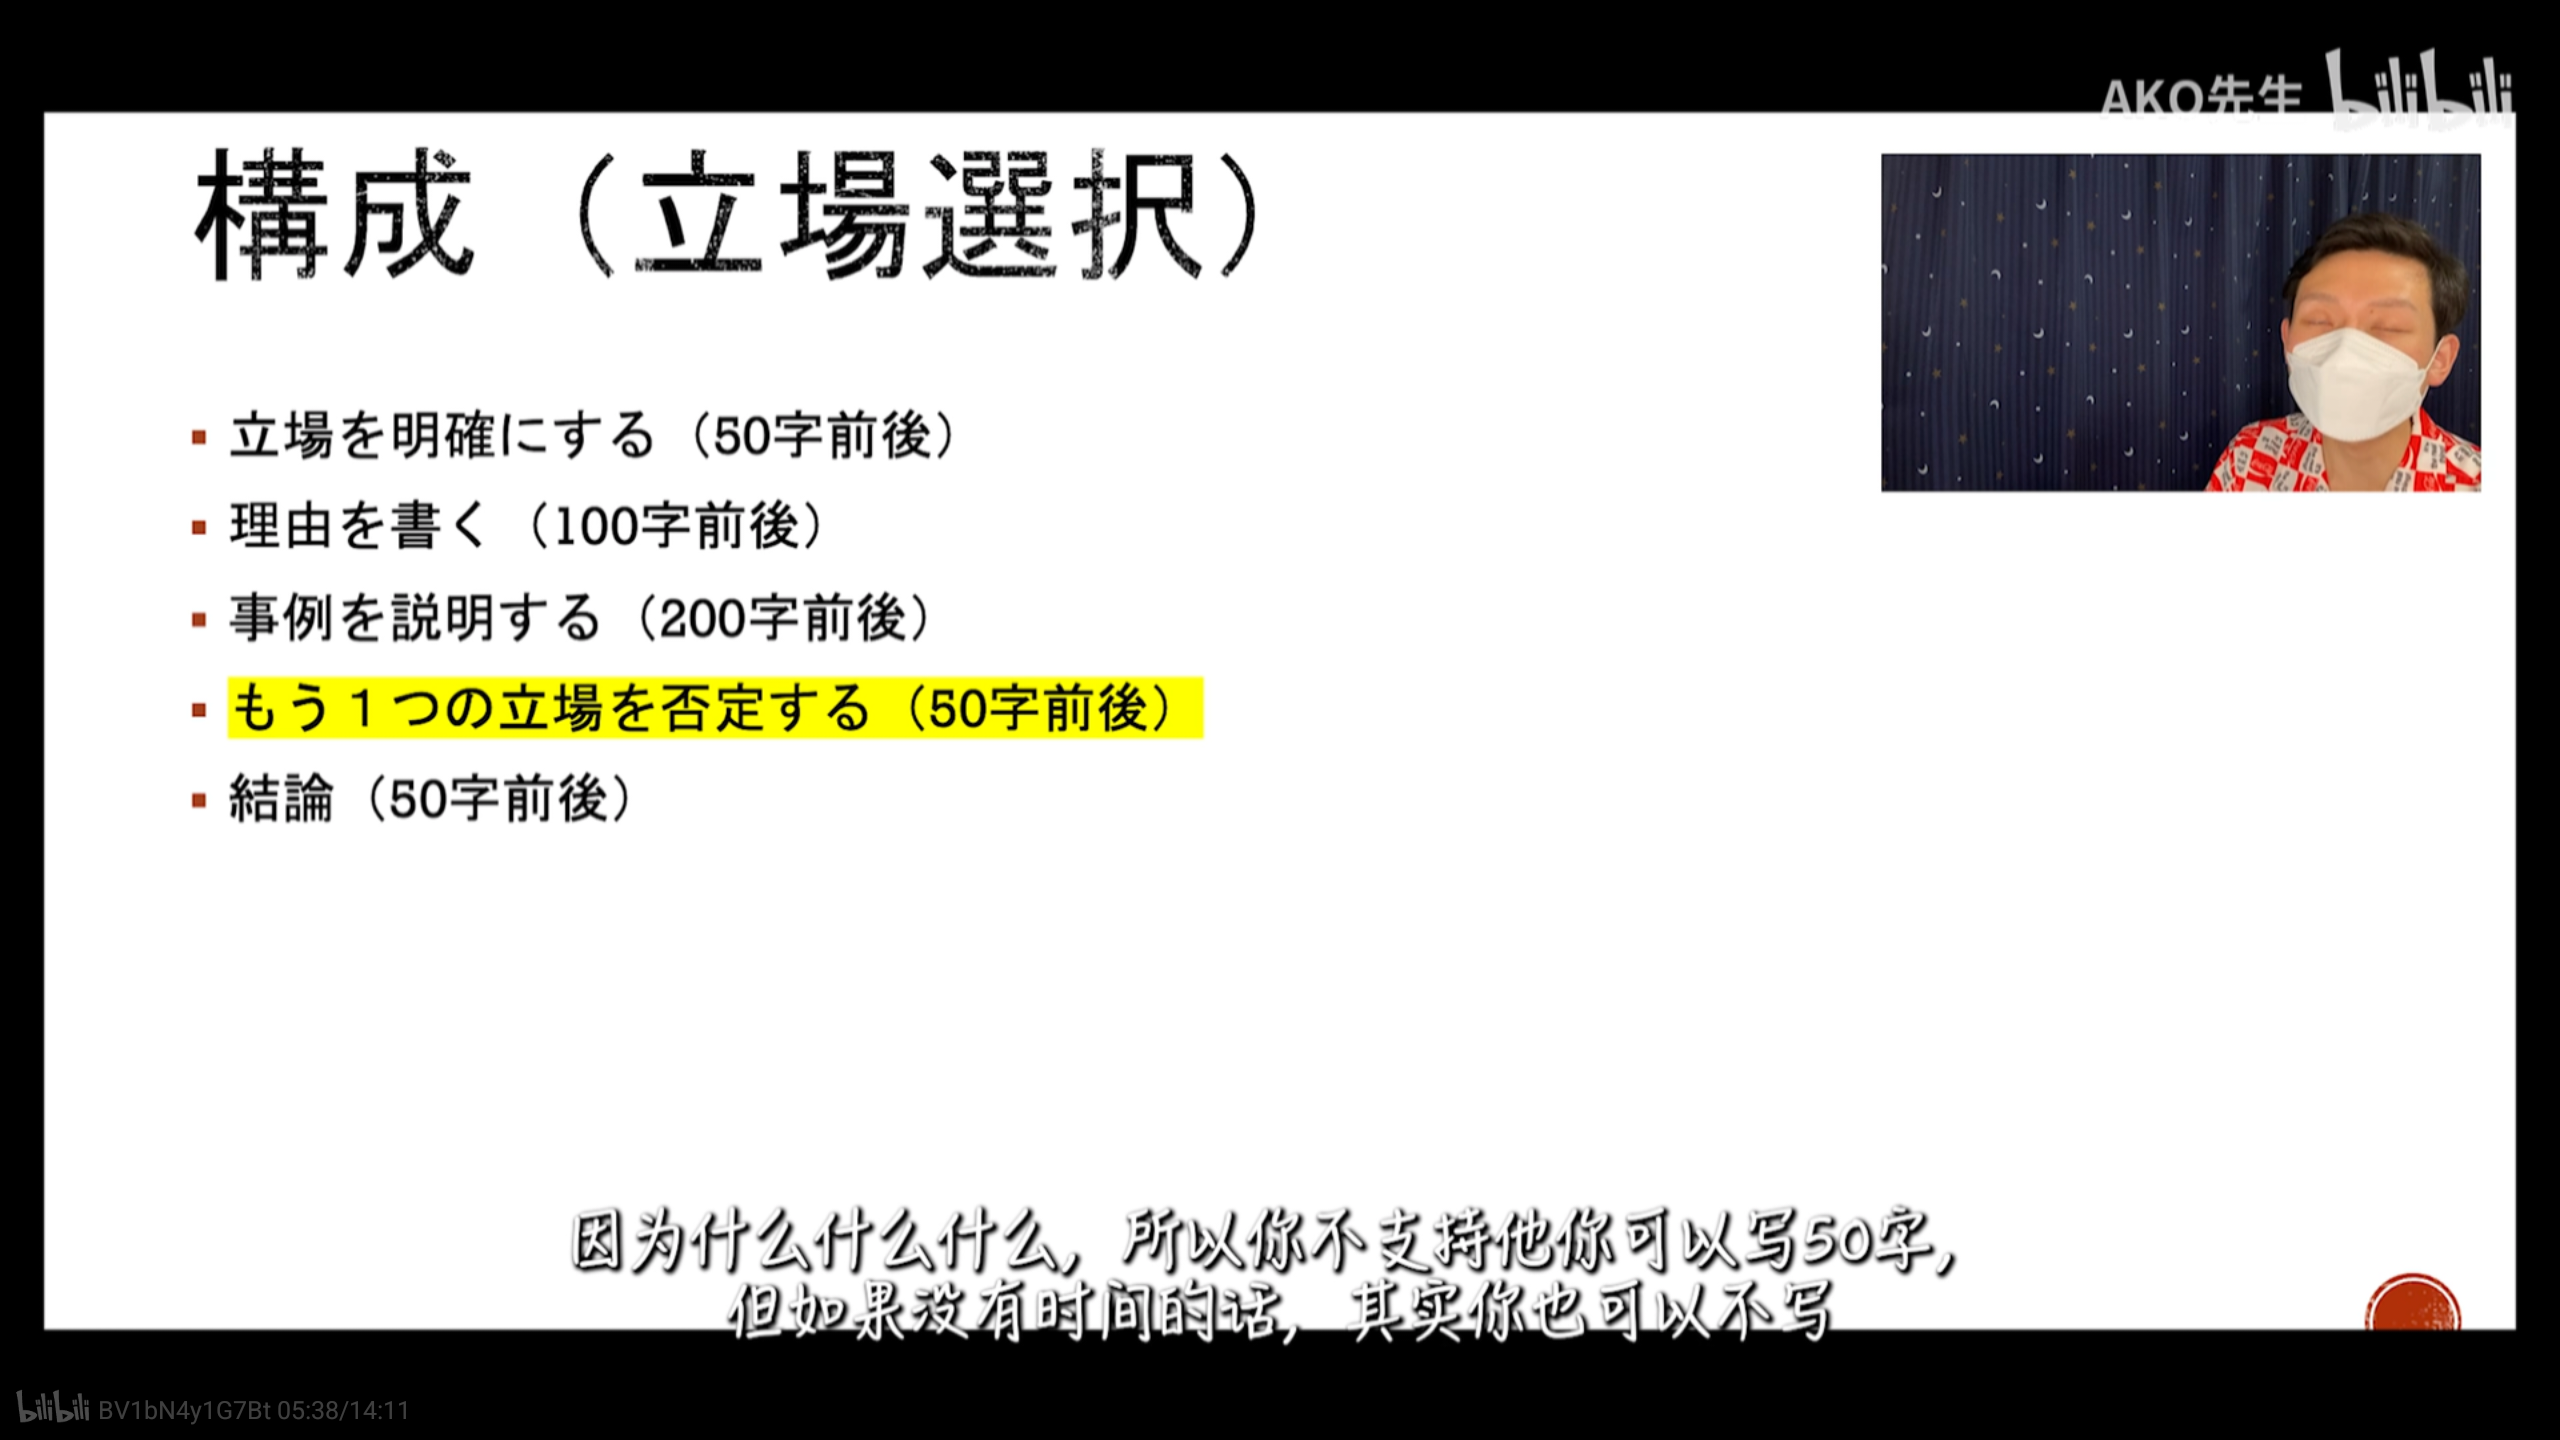 AKO先生 bilibili
構成（立場選択）
立場を明確にする（50字前後）
理由を書く（100字前後）
事例を説明する（200字前後）
もう１つの立場を否定する（50字前後）
結論（50字前後）
因为什么什么什么，所以你不支持他你可以写50字，
但如果没有时间的话，其实你也可以不写
bilibili BV1bN4y1G7Bt 05:38/14:11